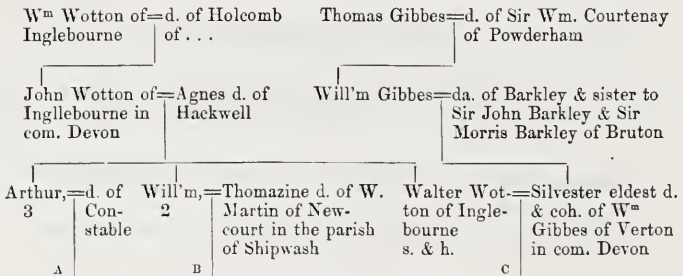 Wᵐ Wotton of=d. of Holcomb
Inglebourne of . . .
Thomas Gibbes=d. of Sir Wm. Courtenay
of Powderham
John Wotton of=Agnes d. of
Ingllebourne in Hackwell
com. Devon
Will'm Gibbes=da. of Barkley & sister to
Sir John Barkley & Sir
Morris Barkley of Bruton
Arthur,=d. of
3 Con-
stable
A
Will'm,=Thomazine d. of W.
2 Martin of New-
court in the parish
of Shipwash
B
Walter Wot-=Silvester eldest d.
ton of Ingle- & coh. of Wᵐ
bourne Gibbes of Verton
s. & h. in com. Devon
C